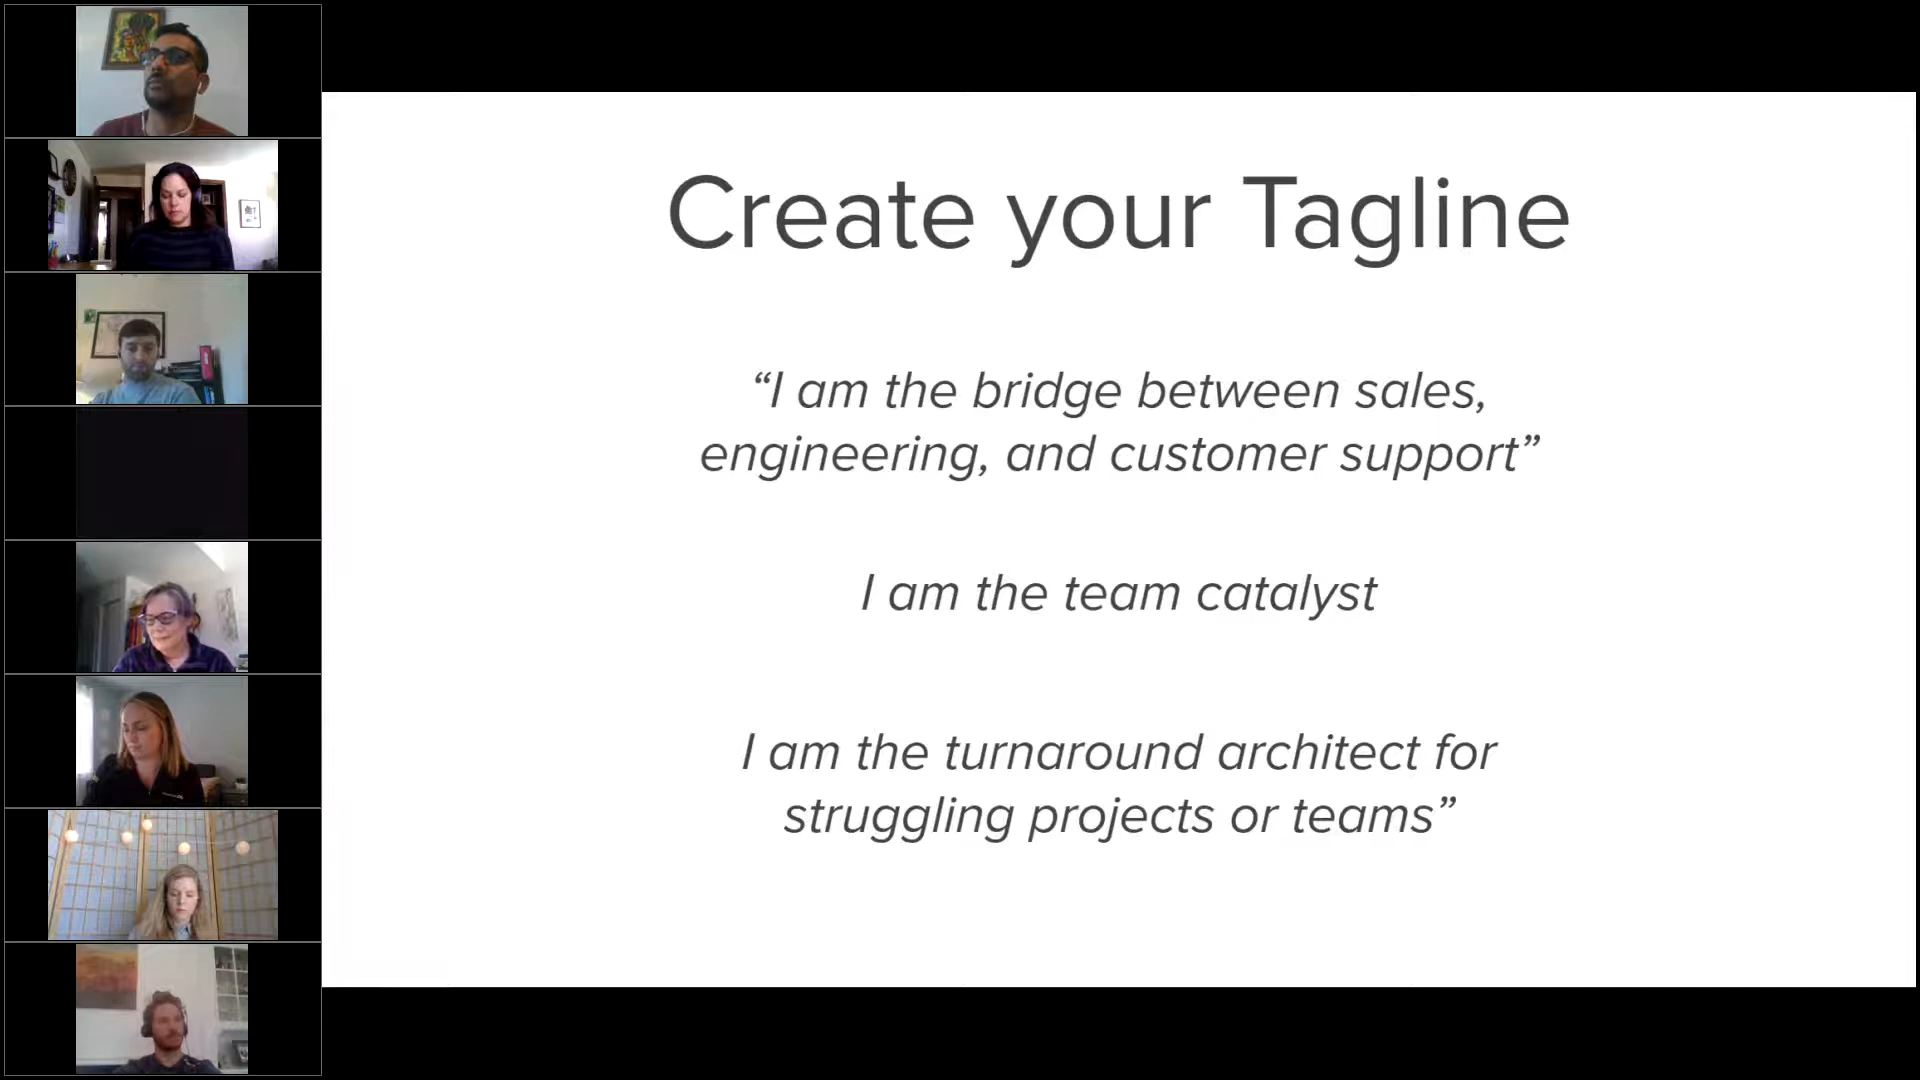 Create your Tagline
“I am the bridge between sales,
engineering, and customer support”
I am the team catalyst
I am the turnaround architect for
struggling projects or teams”